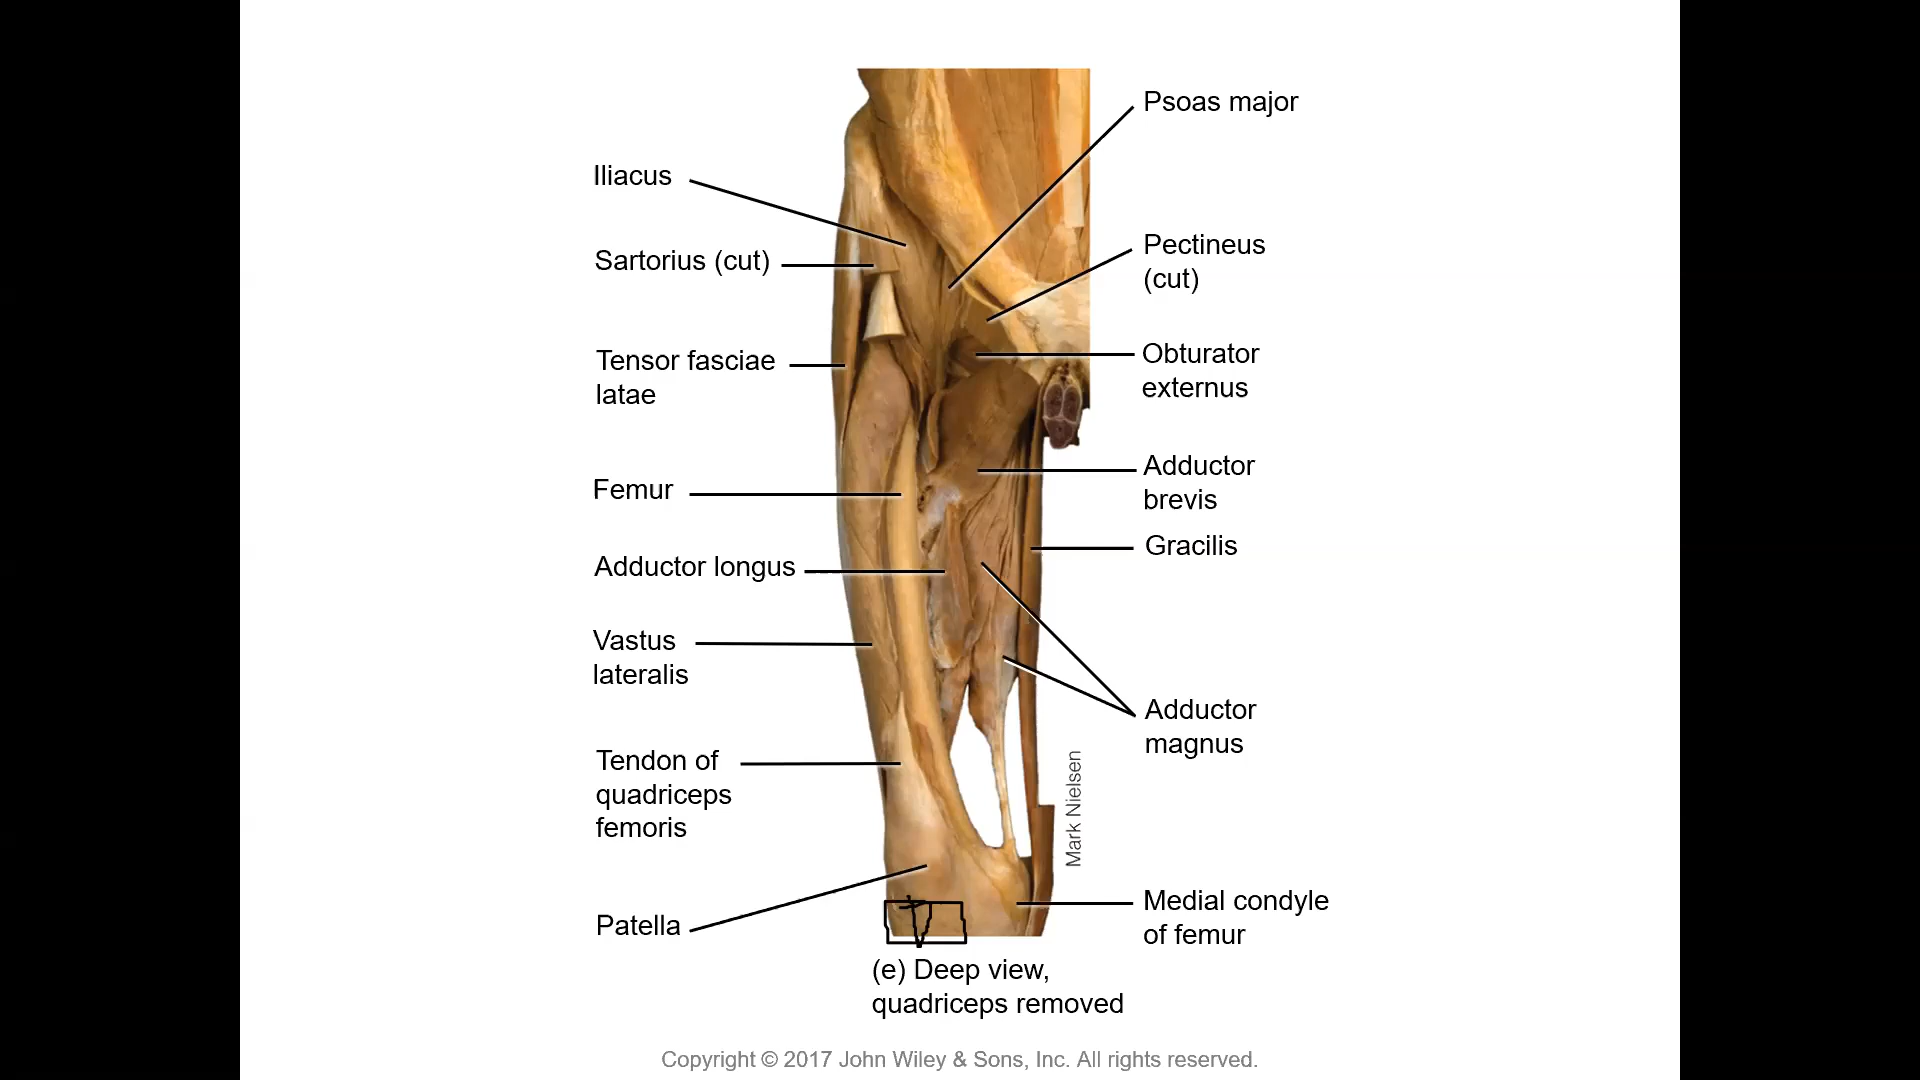 Psoas major
Iliacus
Sartorius (cut)
Pectineus
(cut)
Tensor fasciae
latae
Obturator
externus
Femur
Adductor
brevis
Gracilis
Adductor longus
Vastus
lateralis
Adductor
magnus
Tendon of
quadriceps
femoris
Mark Nielsen
Patella
Medial condyle
of femur
(e) Deep view,
quadriceps removed
Copyright © 2017 John Wiley & Sons, Inc. All rights reserved.